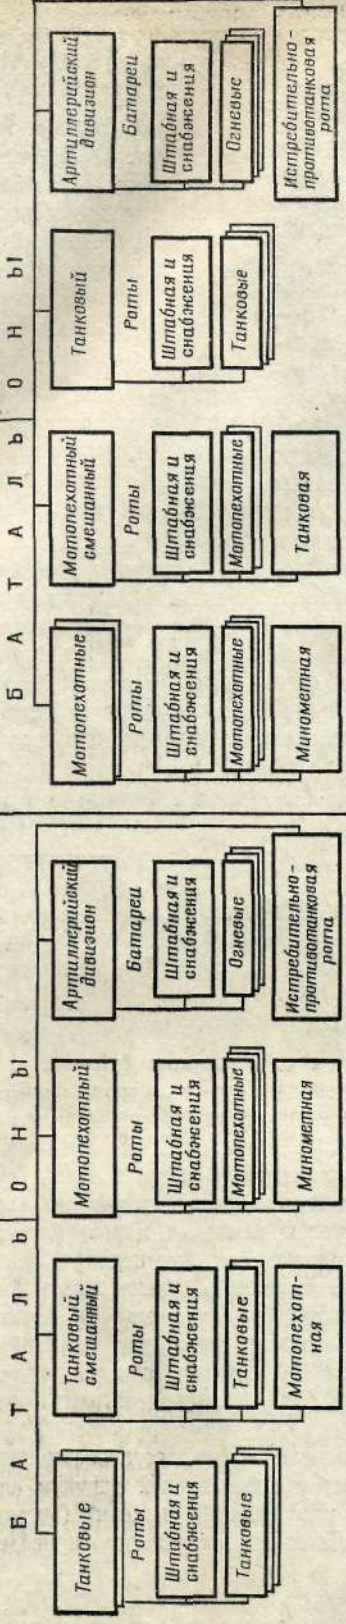 Б А Т А Л Ь О Н Ы
Танковые
Роты
Штабная и
снабжения
Танковые
Танковый
смешанный
Роты
Штабная и
снабжения
Танковые
Мотопехот-
ная
Мотопехотный
Роты
Штабная и
снабжения
Мотопехотные
Минометная
Артиллерийский
дивизион
Батареи
Штабная и
снабжения
Огневые
Истребительно-
противотанковая
рота
Б А Т А Л Ь О Н Ы
Мотопехотные
Роты
Штабная и
снабжения
Мотопехотные
Минометная
Мотопехотный
смешанный
Роты
Штабная и
снабжения
Мотопехотные
Танковая
Танковый
Роты
Штабная и
снабжения
Танковые
Артиллерийский
дивизион
Батареи
Штабная и
снабжения
Огневые
Истребительно-
противотанковая
рота